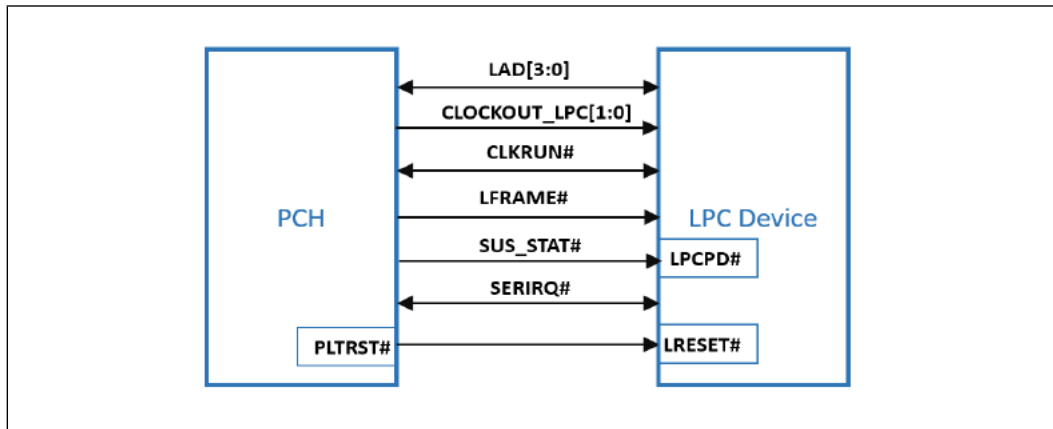 LAD[3:0]
CLOCKOUT_LPC[1:0]
CLKRUN#
LFRAME#
PCH
LPC Device
SUS_STAT#
LPCPD#
SERIRQ#
PLTRST#
LRESET#